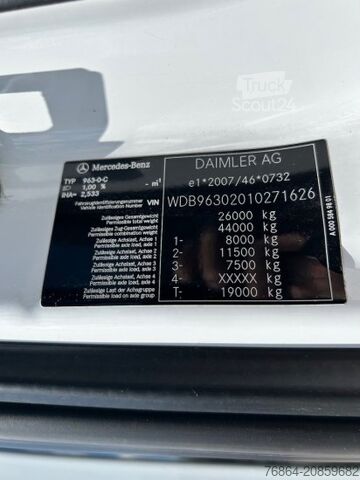 Truck
Scout24
Mercedes-Benz
DAIMLER AG
TYP 963-0-C
1,00 % - m¹
IHA= 2,533
e1*2007/46*0732
Fahrzeugidentifizierungsnummer
Vehicle Identification Number VIN WDB96302010271626
Zulässiges Gesamtgewicht
Permissible gross weight 26000 kg
Zulässiges Zug-Gesamtgewicht
Permissible combination weight 44000 kg
Zulässige Achslast, Achse 1
Permissible axle load, axle 1 1- 8000 kg
Zulässige Achslast, Achse 2
Permissible axle load, axle 2 2- 11500 kg
Zulässige Achslast, Achse 3
Permissible axle load, axle 3 3- 7500 kg
Zulässige Achslast, Achse 4
Permissible axle load, axle 4 4- XXXXX kg
Zulässige Last der Achsgruppe
Permissible load on axle group T- 19000 kg
A 000 586 98 01
76864-20859682